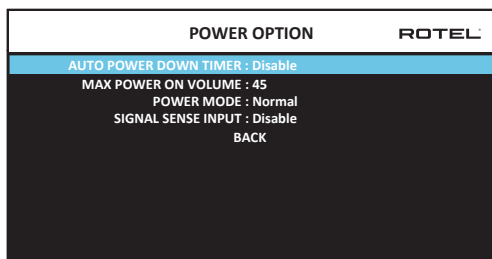 POWER OPTION ROTEL
AUTO POWER DOWN TIMER : Disable
MAX POWER ON VOLUME : 45
POWER MODE : Normal
SIGNAL SENSE INPUT : Disable
BACK